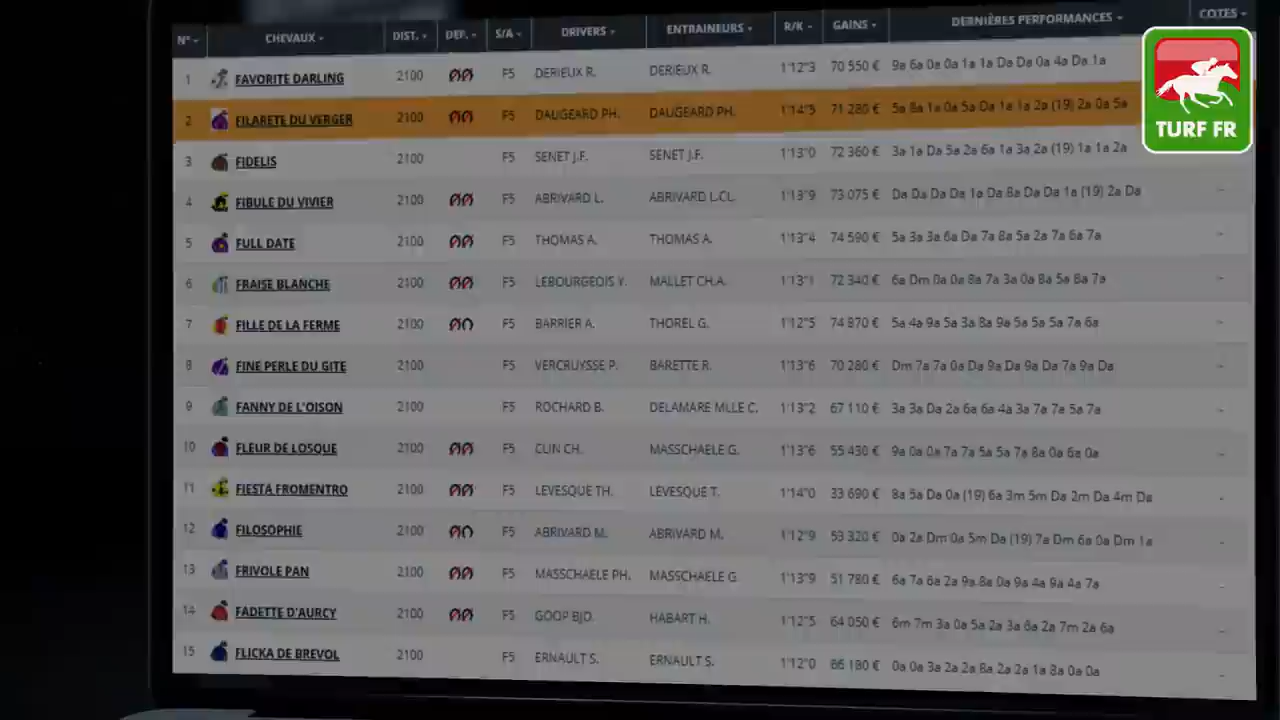 N° CHEVAUX DIST. DEF. S/A DRIVERS ENTRAINEURS R/K GAINS DERNIÈRES PERFORMANCES COTES
1 FAVORITE DARLING 2100 F5 DERIEUX R. DERIEUX R. 1'12"3 70 550 € 9a 6a 0a 0a 1a 1a Da Da 0a 4a Da 1a
2 FILARETE DU VERGER 2100 F5 DAUGEARD PH. DAUGEARD PH. 1'14"5 71 280 € 5a 8a 1a 0a 5a Da 1a 1a 2a (19) 2a 0a 5a
TURF FR
3 FIDELIS 2100 F5 SENET J.F. SENET J.F. 1'13"0 72 360 € 3a 1a Da 5a 2a 6a 1a 3a 2a (19) 1a 1a 2a
4 FIBULE DU VIVIER 2100 F5 ABRIVARD L. ABRIVARD L.CL. 1'13"9 73 075 € Da Da Da Da 1a Da 8a Da Da 1a (19) 2a Da -
5 FULL DATE 2100 F5 THOMAS A. THOMAS A. 1'13"4 74 590 € 5a 3a 3a 6a Da 7a 8a 5a 2a 7a 6a 7a -
6 FRAISE BLANCHE 2100 F5 LEBOURGEOIS Y. MALLET CH.A. 1'13"1 72 340 € 6a Dm 0a 0a 8a 7a 3a 0a 8a 5a 8a 7a -
7 FILLE DE LA FERME 2100 F5 BARRIER A. THOREL G. 1'12"5 74 970 € 5a 4a 9a 5a 3a 8a 9a 5a 5a 5a 7a 6a -
8 FINE PERLE DU GITE 2100 F5 VERCRUYSSE P. BARETTE R. 1'13"6 70 280 € Dm 7a 7a 0a Da 9a Da 9a Da 7a 9a Da -
9 FANNY DE L'OISON 2100 F5 ROCHARD B. DELAMARE MLLE C. 1'13"2 67 110 € 3a 3a Da 2a 6a 6a 4a 3a 7a 7a 5a 7a -
10 FLEUR DE LOSQUE 2100 F5 CLIN CH. MASSCHAELE G. 1'13"6 55 430 € 9a 0a 0a 7a 7a 5a 5a 7a 8a 0a 6a 0a -
11 FIESTA FROMENTRO 2100 F5 LEVESQUE TH. LEVESQUE T. 1'14"0 33 690 € 8a 5a Da 0a (19) 6a 3m 5m Da 2m Da 4m Da -
12 FILOSOPHIE 2100 F5 ABRIVARD M. ABRIVARD M. 1'12"9 53 320 € 0a 2a Dm 0a 5m Da (19) 7a Dm 6a 0a Dm 1a -
13 FRIVOLE PAN 2100 F5 MASSCHAELE PH. MASSCHAELE G. 1'13"9 51 780 € 6a 7a 6a 2a 9a 8a 0a 9a 4a 9a 4a 7a -
14 FADETTE D'AURCY 2100 F5 GOOP BJD. HABART H. 1'12"5 64 050 € 6m 7m 3a 0a 5a 2a 3a 6a 2a 7m 2a 6a -
15 FLICKA DE BREVOL 2100 F5 ERNAULT S. ERNAULT S. 1'12"0 66 180 € 0a 0a 3a 2a 2a 8a 2a 2a 1a 8a 0a 0a -